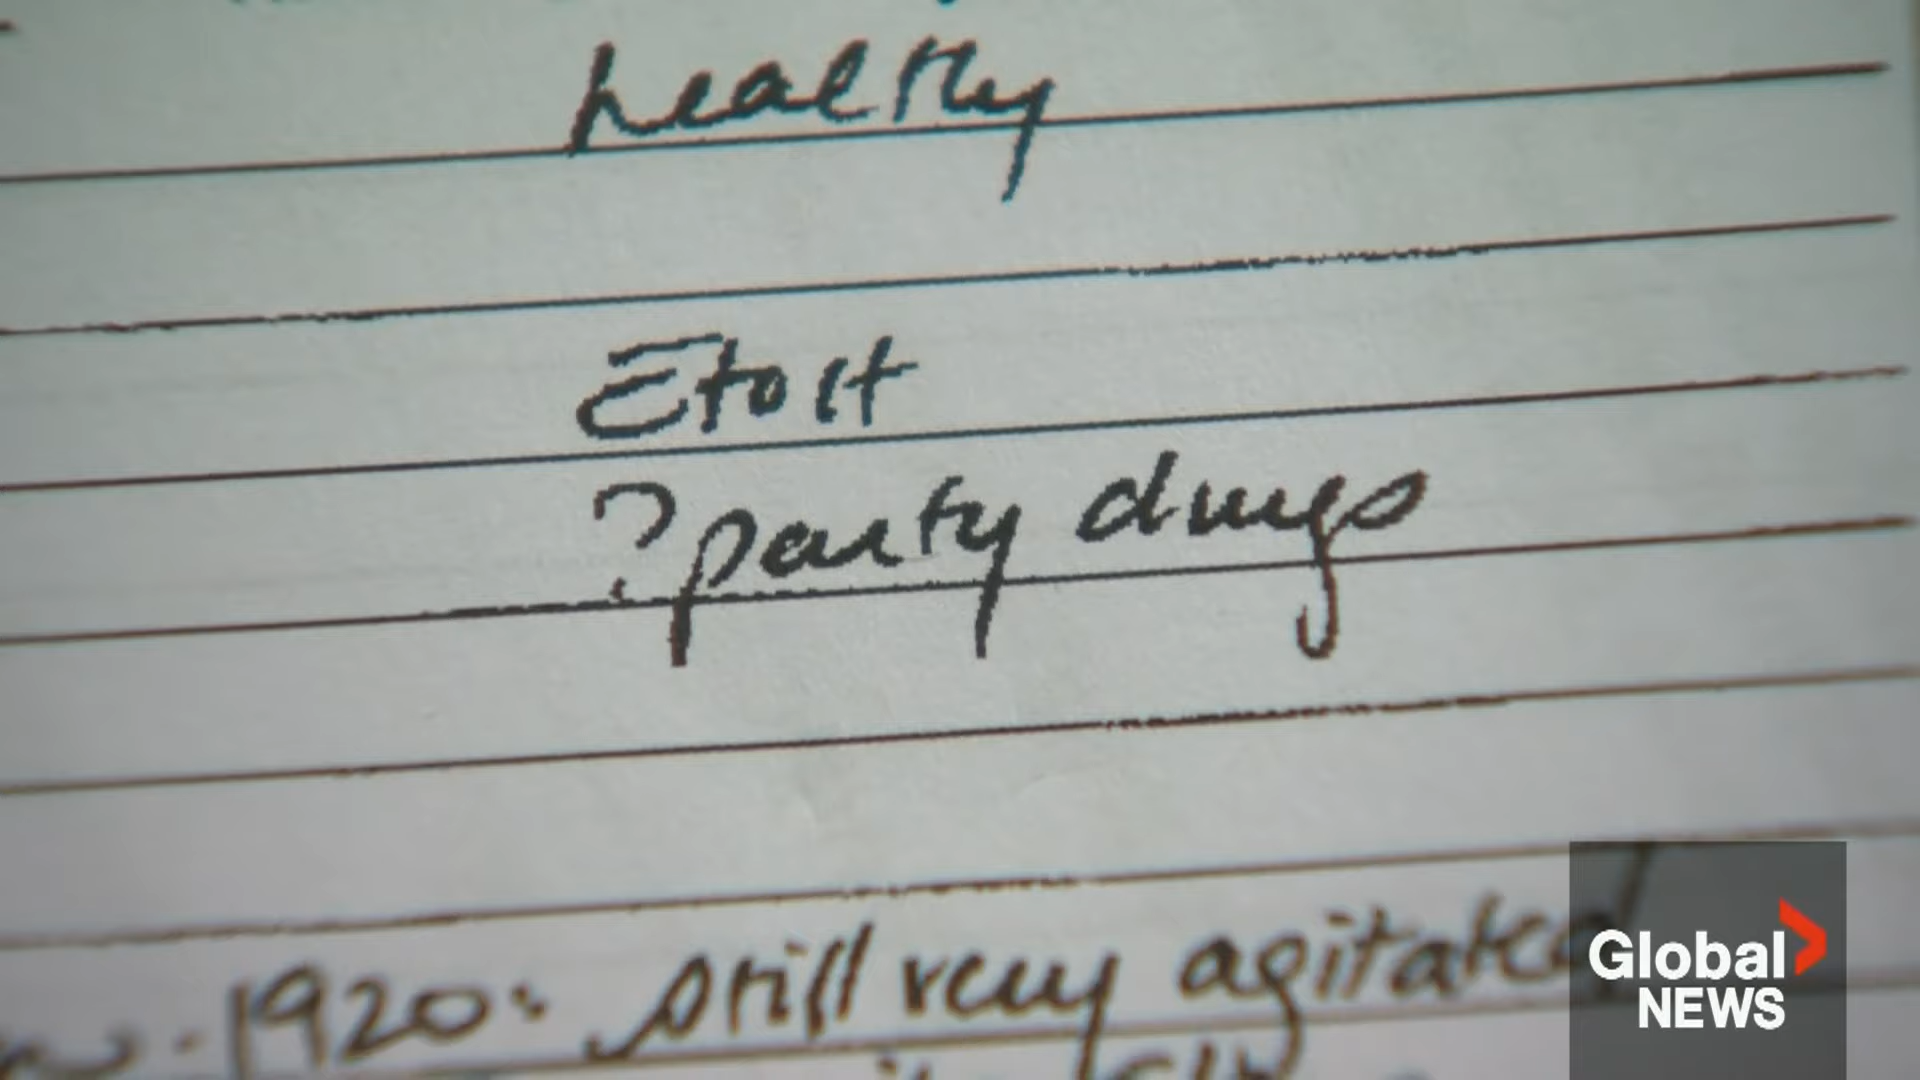 healthy
EtoH
? party drugs
1920: still very agitated
Global
NEWS